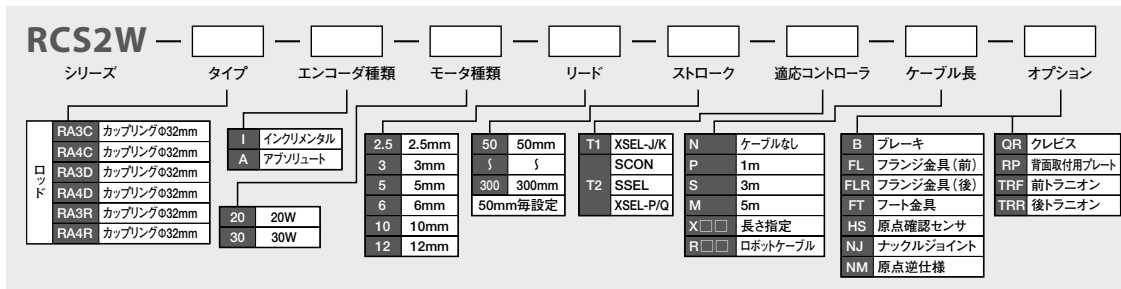 RCS2W — □ — □ — □ — □ — □ — □ — □ — □
シリーズ タイプ エンコーダ種類 モータ種類 リード ストローク 適応コントローラ ケーブル長 オプション
ロッド
RA3C カップリングΦ32mm
RA4C カップリングΦ32mm
RA3D カップリングΦ32mm
RA4D カップリングΦ32mm
RA3R カップリングΦ32mm
RA4R カップリングΦ32mm
I インクリメンタル
A アブソリュート
20 20W
30 30W
2.5 2.5mm
3 3mm
5 5mm
6 6mm
10 10mm
12 12mm
50 50mm
〜 〜
300 300mm
50mm毎設定
T1 XSEL-J/K
T2 SCON
SSEL
XSEL-P/Q
N ケーブルなし
P 1m
S 3m
M 5m
X□□ 長さ指定
R□□ ロボットケーブル
B ブレーキ
FL フランジ金具(前)
FLR フランジ金具(後)
FT フート金具
HS 原点確認センサ
NJ ナックルジョイント
NM 原点逆仕様
QR クレビス
RP 背面取付用プレート
TRF 前トラニオン
TRR 後トラニオン